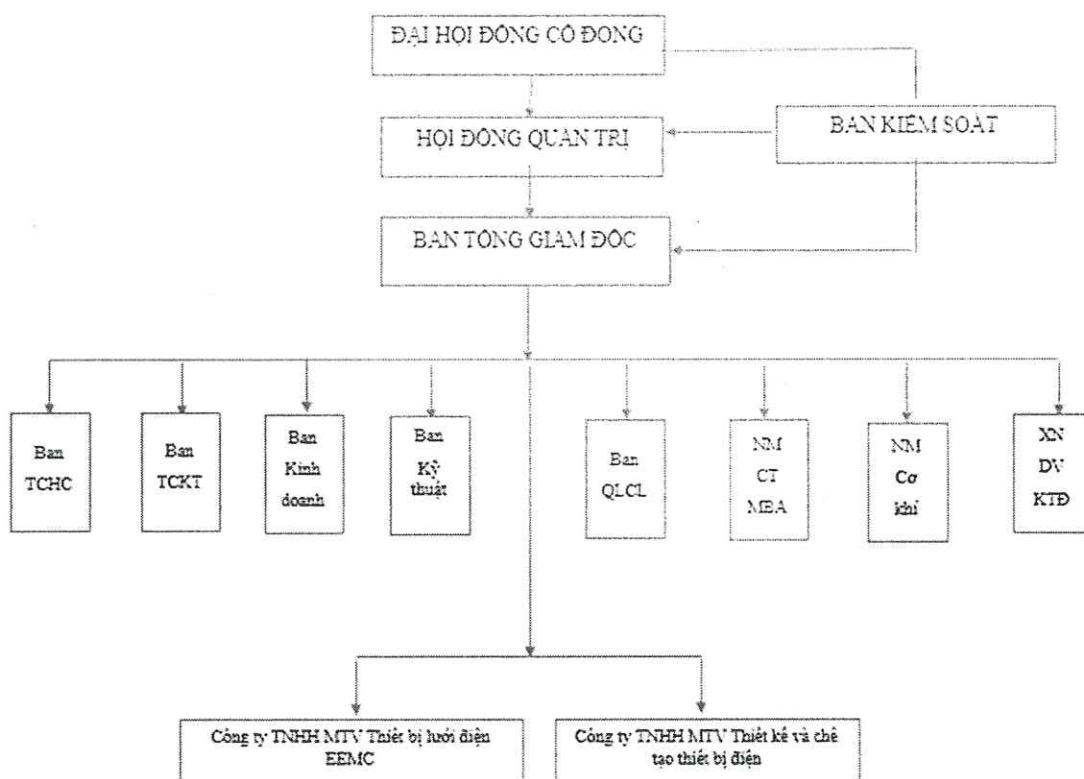 ĐẠI HỘI ĐỒNG CỔ ĐÔNG
HỘI ĐỒNG QUẢN TRỊ
BAN KIỂM SOÁT
BAN TỔNG GIÁM ĐỐC
Ban
TCHC
Ban
TCKT
Ban
Kinh
doanh
Ban
Kỹ
thuật
Ban
QLCL
NM
CT
MBA
NM
Cơ
khí
XN
DV
KTĐ
Công ty TNHH MTV Thiết bị lưới điện
EEMC
Công ty TNHH MTV Thiết kế và chế
tạo thiết bị điện